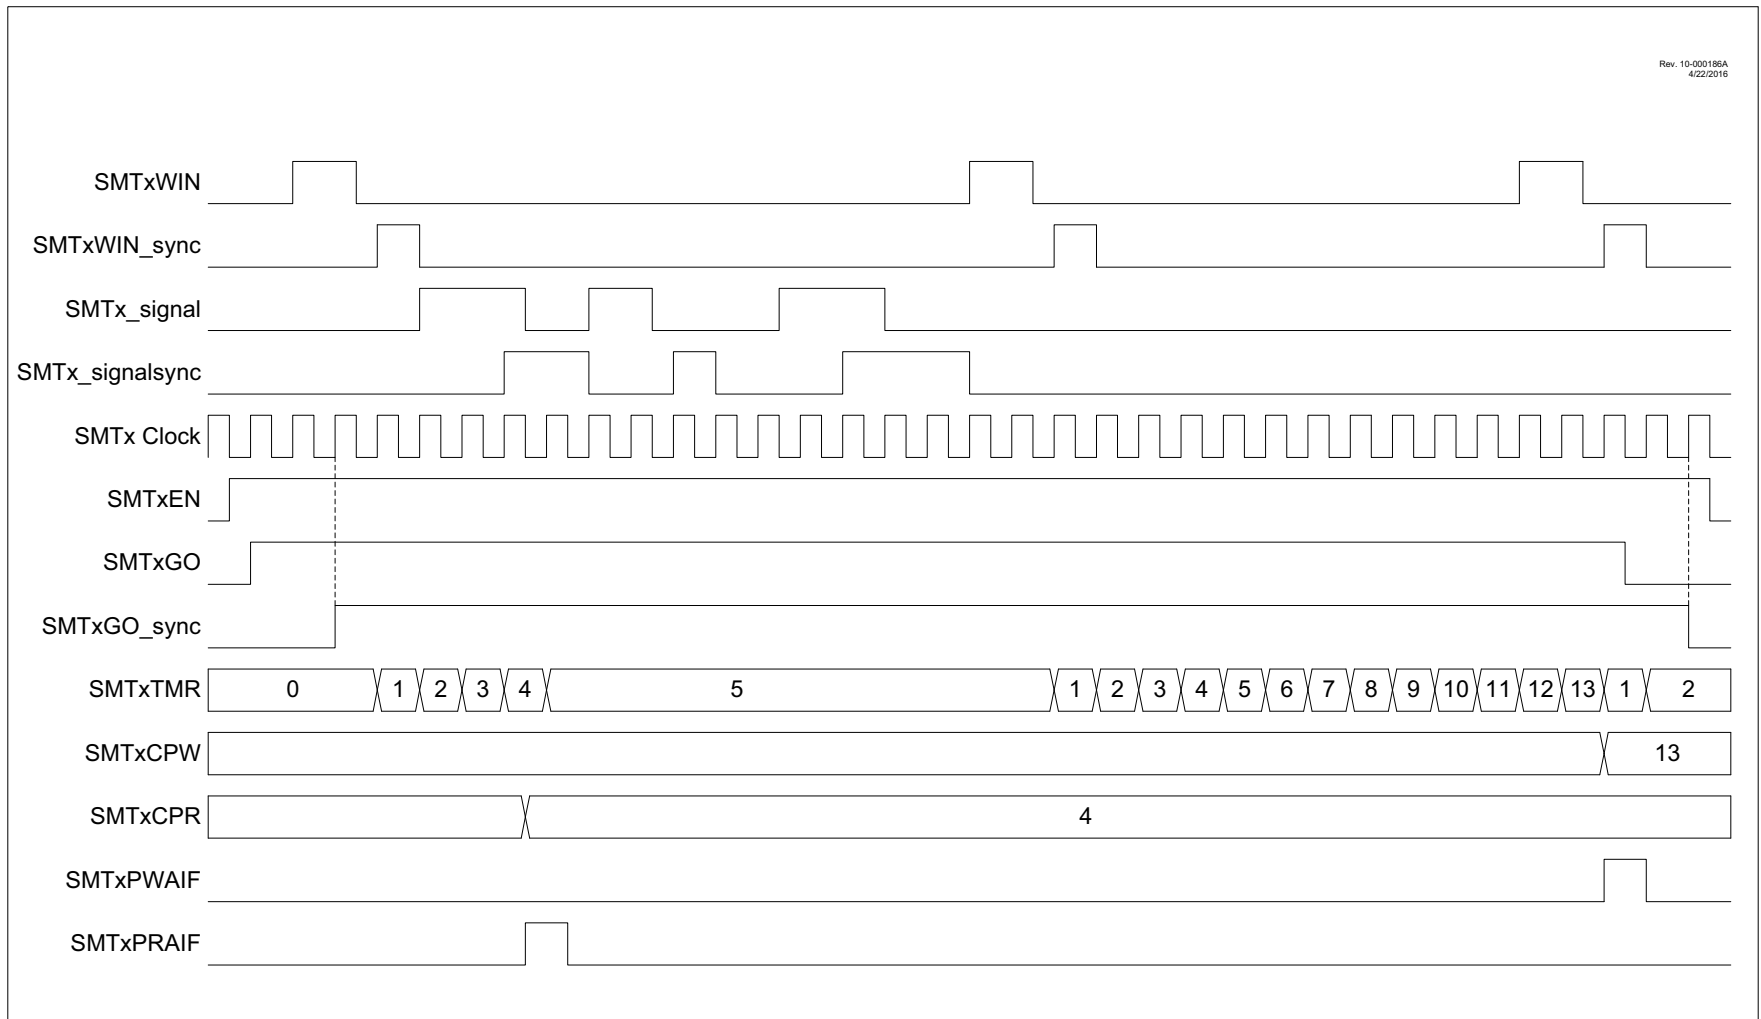 Rev. 10-000186A
4/22/2016
SMTxWIN
SMTxWIN_sync
SMTx_signal
SMTx_signalsync
SMTx Clock
SMTxEN
SMTxGO
SMTxGO_sync
SMTxTMR 0 1 2 3 4 5 1 2 3 4 5 6 7 8 9 10 11 12 13 1 2
SMTxCPW 13
SMTxCPR 4
SMTxPWAIF
SMTxPRAIF